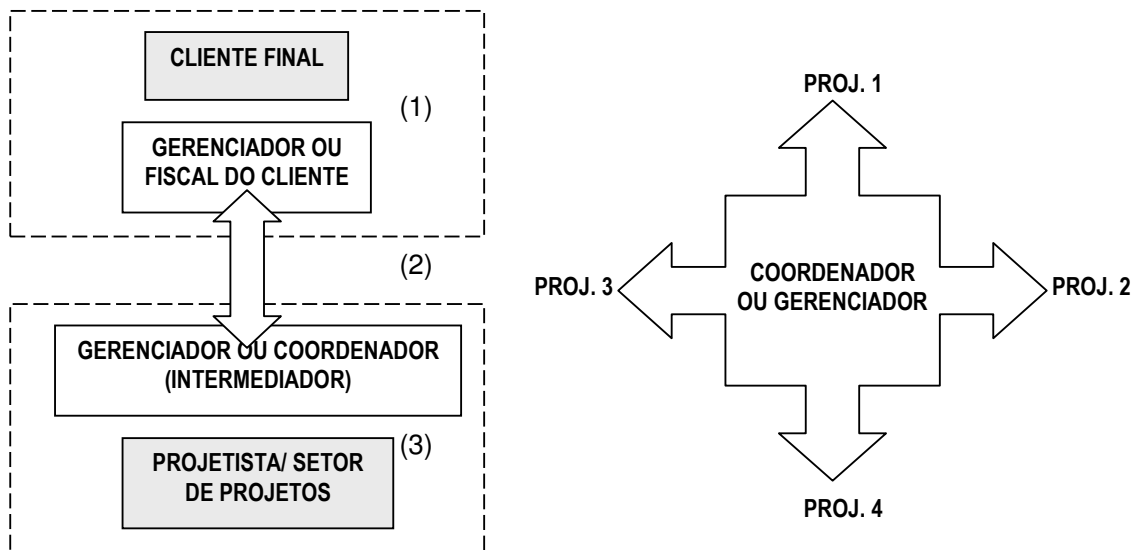 CLIENTE FINAL
(1)
GERENCIADOR OU
FISCAL DO CLIENTE
(2)
GERENCIADOR OU COORDENADOR
(INTERMEDIADOR)
(3)
PROJETISTA/ SETOR
DE PROJETOS
PROJ. 1
PROJ. 3
COORDENADOR
OU GERENCIADOR
PROJ. 2
PROJ. 4